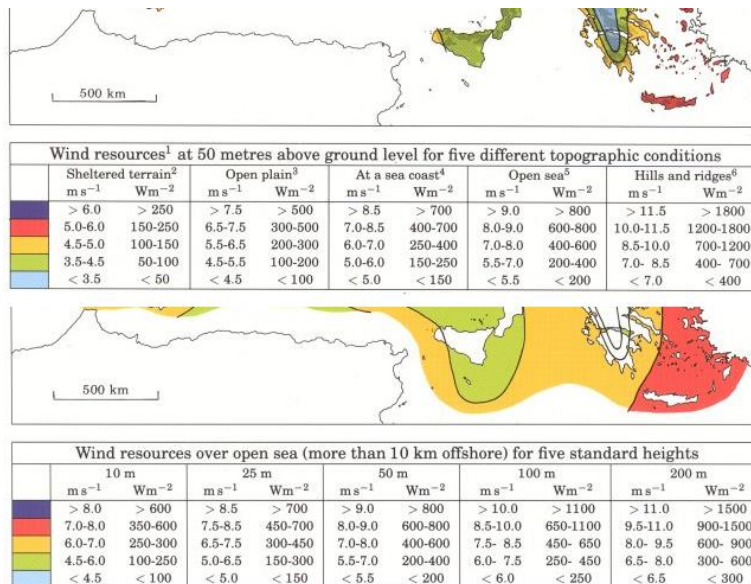 500 km
Wind resources¹ at 50 metres above ground level for five different topographic conditions
Sheltered terrain² Open plain³ At a sea coast⁴ Open sea⁵ Hills and ridges⁶
m s⁻¹ Wm⁻² m s⁻¹ Wm⁻² m s⁻¹ Wm⁻² m s⁻¹ Wm⁻² m s⁻¹ Wm⁻²
> 6.0 > 250 > 7.5 > 500 > 8.5 > 700 > 9.0 > 800 > 11.5 > 1800
5.0-6.0 150-250 6.5-7.5 300-500 7.0-8.5 400-700 8.0-9.0 600-800 10.0-11.5 1200-1800
4.5-5.0 100-150 5.5-6.5 200-300 6.0-7.0 250-400 7.0-8.0 400-600 8.5-10.0 700-1200
3.5-4.5 50-100 4.5-5.5 100-200 5.0-6.0 150-250 5.5-7.0 200-400 7.0- 8.5 400- 700
< 3.5 < 50 < 4.5 < 100 < 5.0 < 150 < 5.5 < 200 < 7.0 < 400
500 km
Wind resources over open sea (more than 10 km offshore) for five standard heights
10 m 25 m 50 m 100 m 200 m
m s⁻¹ Wm⁻² m s⁻¹ Wm⁻² m s⁻¹ Wm⁻² m s⁻¹ Wm⁻² m s⁻¹ Wm⁻²
> 8.0 > 600 > 8.5 > 700 > 9.0 > 800 > 10.0 > 1100 > 11.0 > 1500
7.0-8.0 350-600 7.5-8.5 450-700 8.0-9.0 600-800 8.5-10.0 650-1100 9.5-11.0 900-1500
6.0-7.0 250-300 6.5-7.5 300-450 7.0-8.0 400-600 7.5- 8.5 450- 650 8.0- 9.5 600- 900
4.5-6.0 100-250 5.0-6.5 150-300 5.5-7.0 200-400 6.0- 7.5 250- 450 6.5- 8.0 300- 600
< 4.5 < 100 < 5.0 < 150 < 5.5 < 200 < 6.0 < 250 < 6.5 < 300